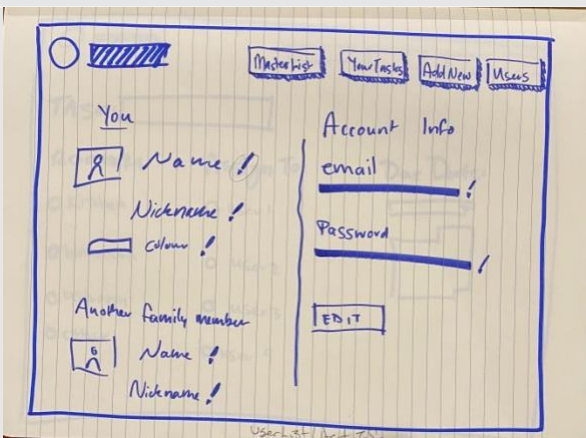 Master List
Your Tasks
Add New
Users
You
Name !
Nickname !
Colour !
Another family member
Name !
Nickname !
Account Info
email
!
Password
!
EDIT